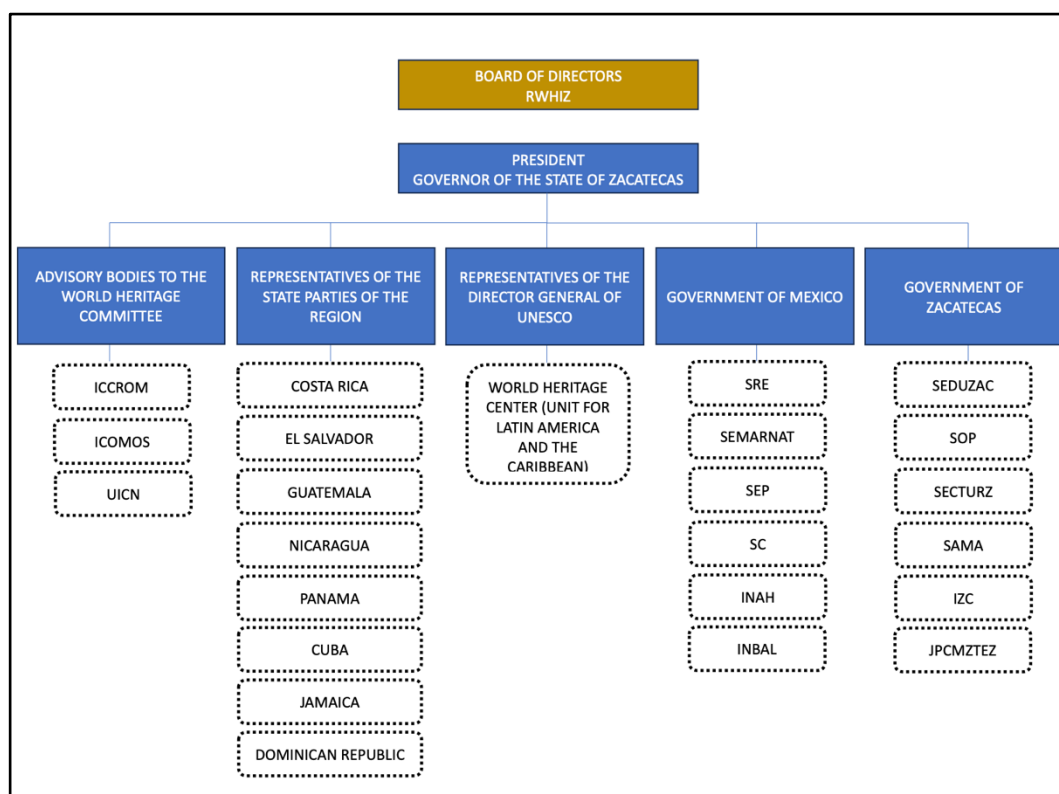 BOARD OF DIRECTORS
RWHIZ
PRESIDENT
GOVERNOR OF THE STATE OF ZACATECAS
ADVISORY BODIES TO THE
WORLD HERITAGE
COMMITTEE
ICCROM
ICOMOS
UICN
REPRESENTATIVES OF THE
STATE PARTIES OF THE
REGION
COSTA RICA
EL SALVADOR
GUATEMALA
NICARAGUA
PANAMA
CUBA
JAMAICA
DOMINICAN REPUBLIC
REPRESENTATIVES OF THE
DIRECTOR GENERAL OF
UNESCO
WORLD HERITAGE
CENTER (UNIT FOR
LATIN AMERICA
AND THE
CARIBBEAN)
GOVERNMENT OF MEXICO
SRE
SEMARNAT
SEP
SC
INAH
INBAL
GOVERNMENT OF
ZACATECAS
SEDUZAC
SOP
SECTURZ
SAMA
IZC
JPCMZTEZ